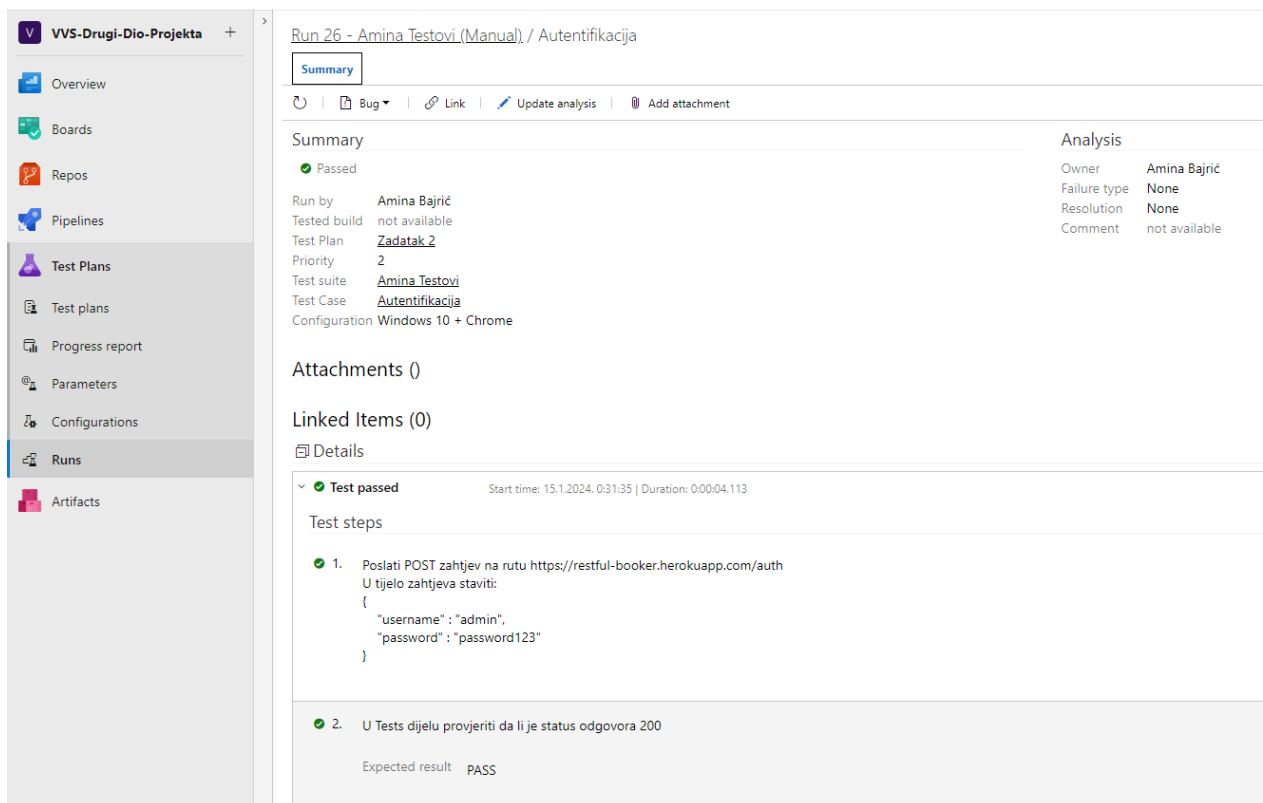 V VVS-Drugi-Dio-Projekta +
Overview
Boards
Repos
Pipelines
Test Plans
Test plans
Progress report
Parameters
Configurations
Runs
Artifacts
Run 26 - Amina Testovi (Manual) / Autentifikacija
Summary
Bug Link Update analysis Add attachment
Summary
Passed
Run by Amina Bajrić
Tested build not available
Test Plan Zadatak 2
Priority 2
Test suite Amina Testovi
Test Case Autentifikacija
Configuration Windows 10 + Chrome
Analysis
Owner Amina Bajrić
Failure type None
Resolution None
Comment not available
Attachments ()
Linked Items (0)
Details
Test passed Start time: 15.1.2024. 0:31:35 | Duration: 0:00:04.113
Test steps
1. Poslati POST zahtjev na rutu https://restful-booker.herokuapp.com/auth
U tijelo zahtjeva staviti:
{
"username" : "admin",
"password" : "password123"
}
2. U Tests dijelu provjeriti da li je status odgovora 200
Expected result PASS